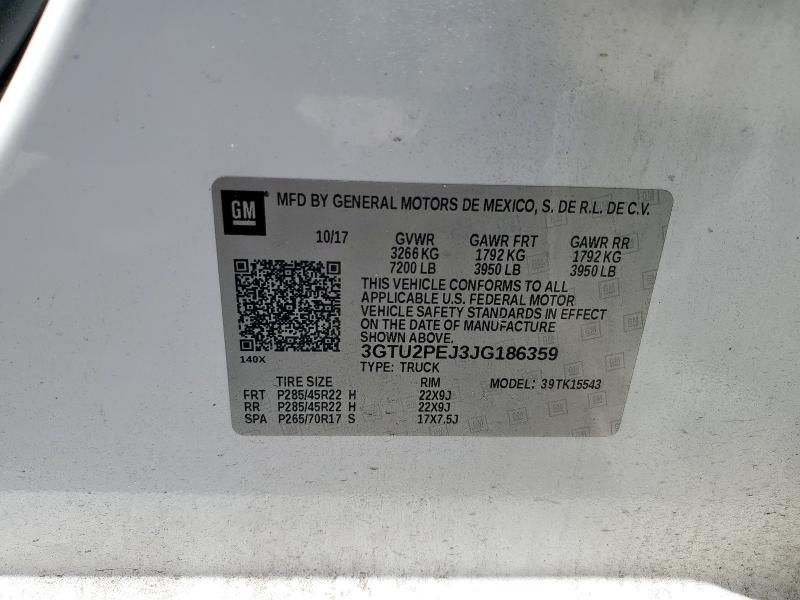 GM
MFD BY GENERAL MOTORS DE MEXICO, S. DE R.L. DE C.V.
10/17 GVWR GAWR FRT GAWR RR
3266 KG 1792 KG 1792 KG
7200 LB 3950 LB 3950 LB
THIS VEHICLE CONFORMS TO ALL
APPLICABLE U.S. FEDERAL MOTOR
VEHICLE SAFETY STANDARDS IN EFFECT
ON THE DATE OF MANUFACTURE
SHOWN ABOVE.
140X
3GTU2PEJ3JG186359
TYPE: TRUCK
TIRE SIZE RIM MODEL: 39TK15543
FRT P285/45R22 H 22X9J
RR P285/45R22 H 22X9J
SPA P265/70R17 S 17X7.5J